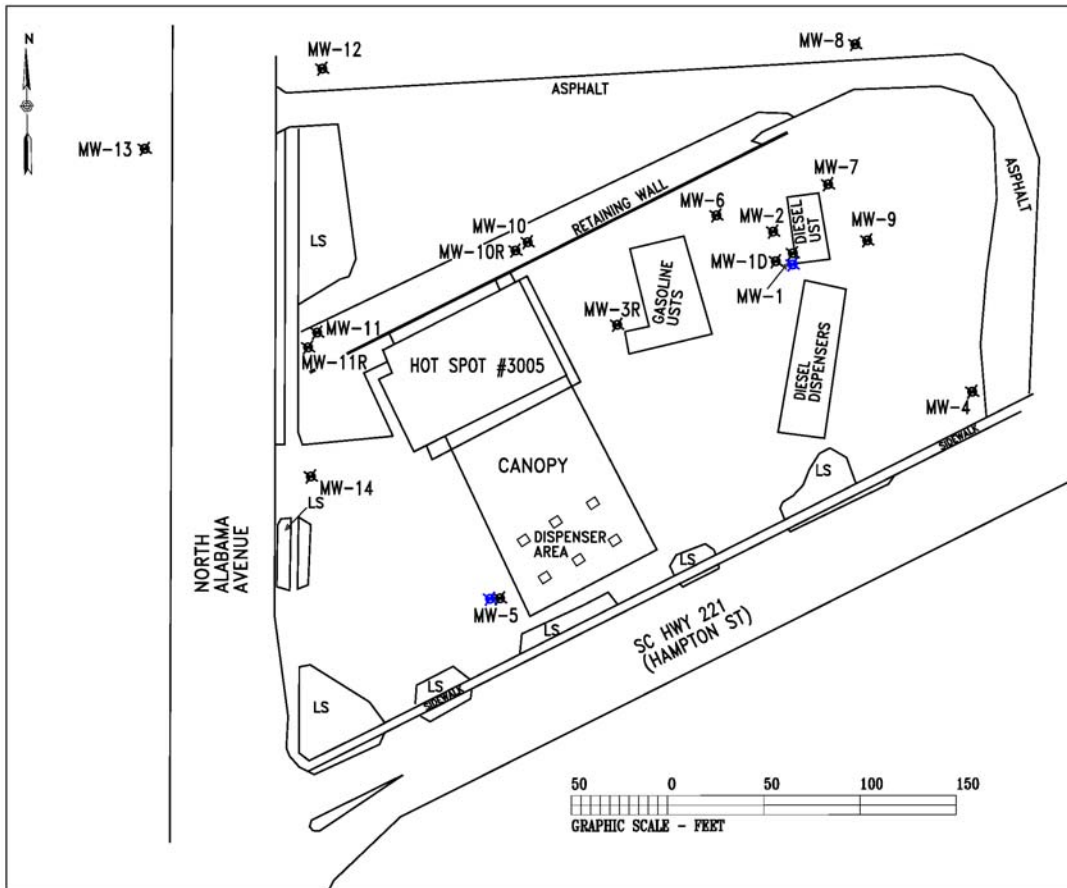 N
MW-12
MW-8
ASPHALT
MW-13
MW-7
ASPHALT
RETAINING WALL
MW-6
MW-2
DIESEL
UST
MW-9
LS
MW-10
MW-10R
MW-1D
MW-1
GASOLINE
USTS
MW-3R
MW-11
MW-11R
HOT SPOT #3005
DIESEL
DISPENSERS
MW-4
SIDEWALK
CANOPY
LS
MW-14
LS
DISPENSER
AREA
NORTH
ALABAMA
AVENUE
LS
MW-5
LS
SC HWY 221
(HAMPTON ST)
LS
SIDEWALK
LS
50 0 50 100 150
GRAPHIC SCALE - FEET